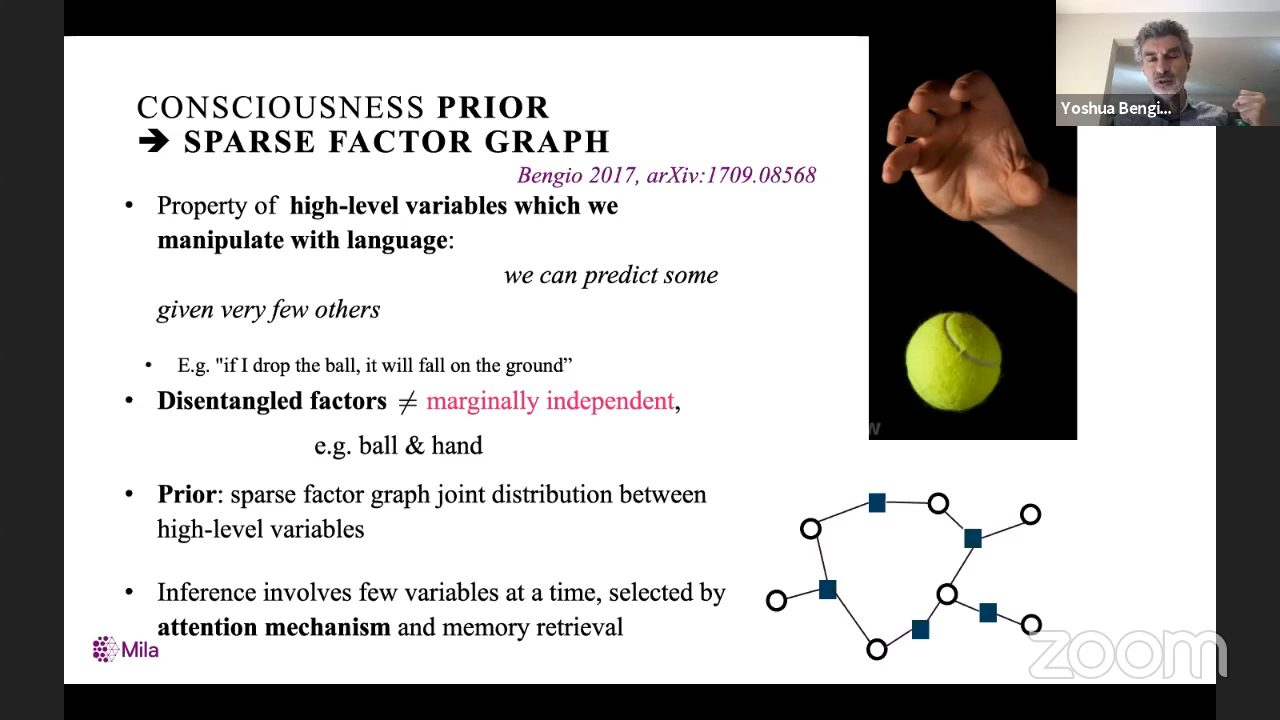 Yoshua Bengi...
CONSCIOUSNESS PRIOR
➔ SPARSE FACTOR GRAPH
Bengio 2017, arXiv:1709.08568
• Property of high-level variables which we
manipulate with language:
we can predict some
given very few others
• E.g. "if I drop the ball, it will fall on the ground”
• Disentangled factors ≠ marginally independent,
e.g. ball & hand
• Prior: sparse factor graph joint distribution between
high-level variables
• Inference involves few variables at a time, selected by
attention mechanism and memory retrieval
Mila
zoom